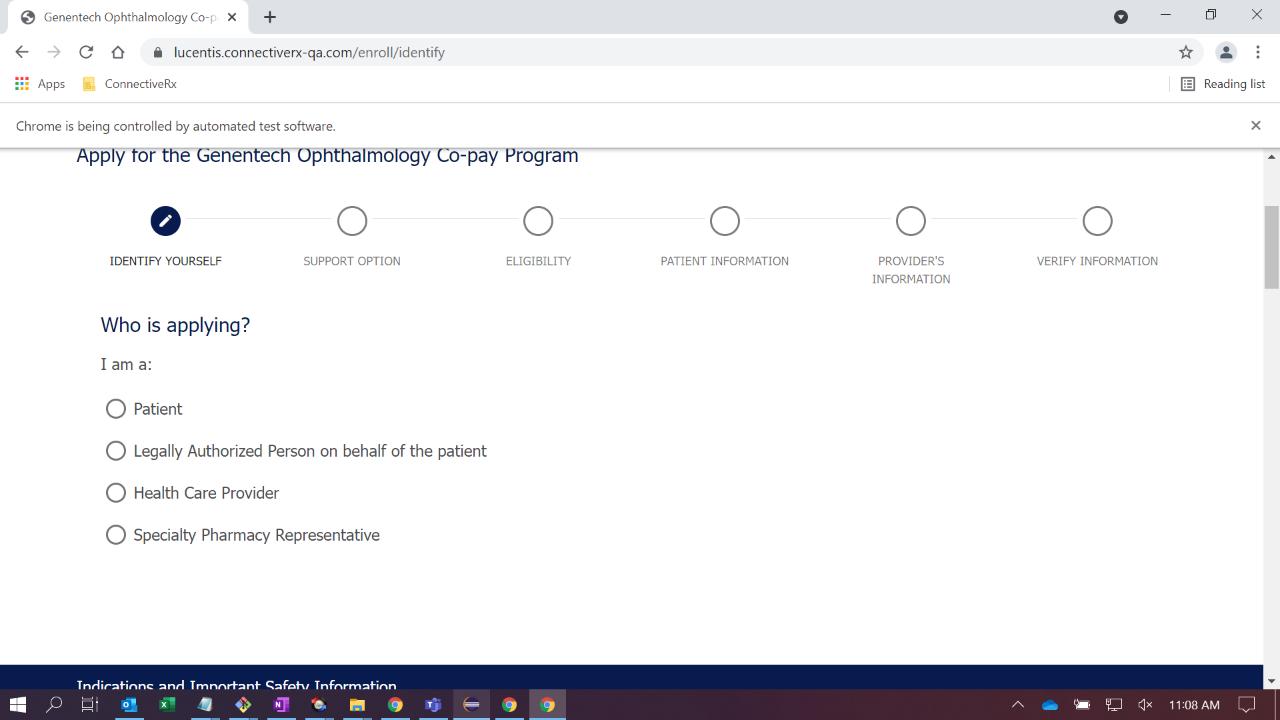 Genentech Ophthalmology Co-p
lucentis.connectiverx-qa.com/enroll/identify
Apps
ConnectiveRx
Reading list
Chrome is being controlled by automated test software.
Apply for the Genentech Ophthalmology Co-pay Program
IDENTIFY YOURSELF
SUPPORT OPTION
ELIGIBILITY
PATIENT INFORMATION
PROVIDER'S
INFORMATION
VERIFY INFORMATION
Who is applying?
I am a:
Patient
Legally Authorized Person on behalf of the patient
Health Care Provider
Specialty Pharmacy Representative
Indications and Important Safety Information
11:08 AM